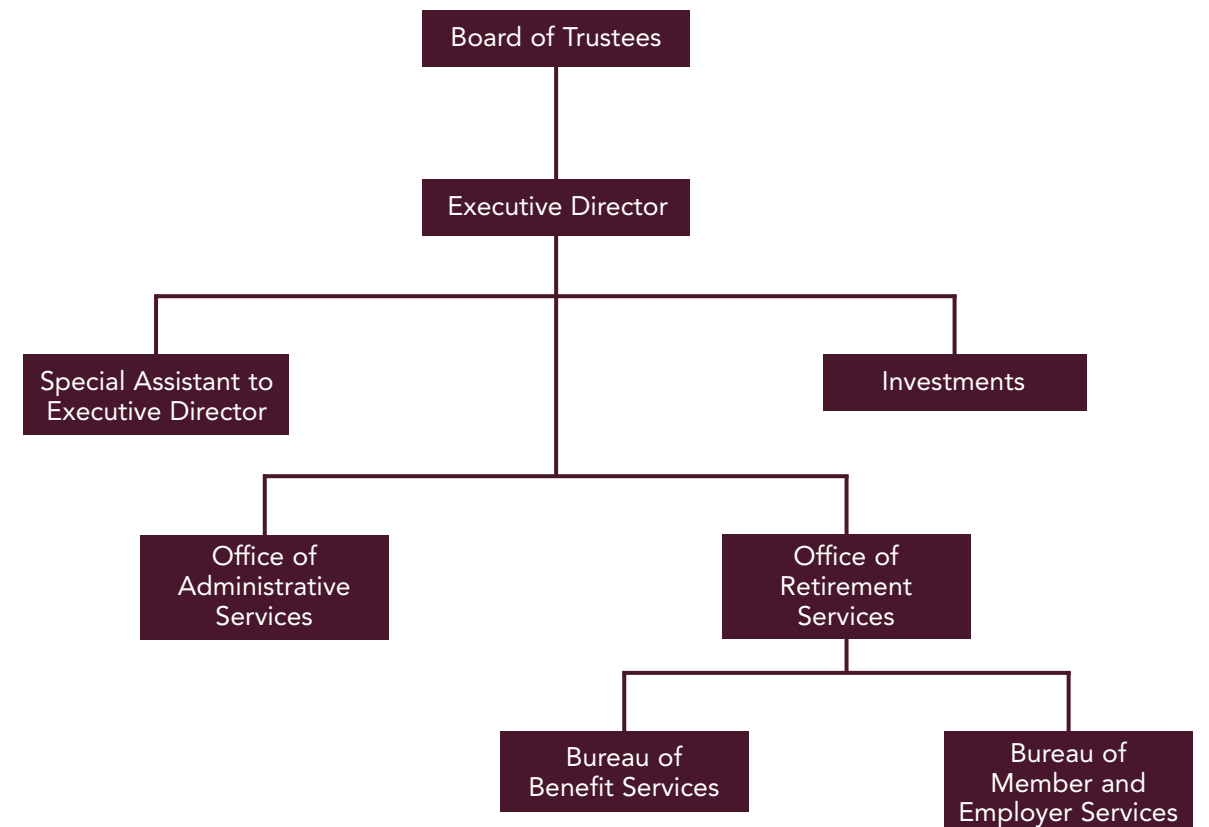 Board of Trustees
Executive Director
Special Assistant to
Executive Director
Investments
Office of
Administrative
Services
Office of
Retirement
Services
Bureau of
Benefit Services
Bureau of
Member and
Employer Services